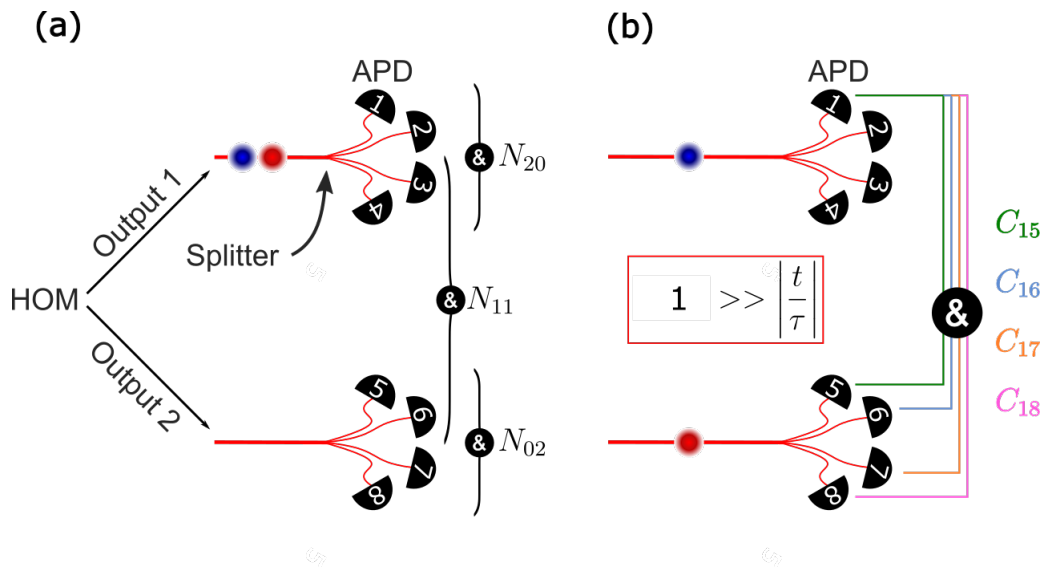 (a)
APD
1
2
3
4
& N₂₀
Output 1
Splitter
HOM
& N₁₁
Output 2
5
6
7
8
& N₀₂
(b)
APD
1
2
3
4
1 >> |t/τ|
&
C₁₅
C₁₆
C₁₇
C₁₈
5
6
7
8